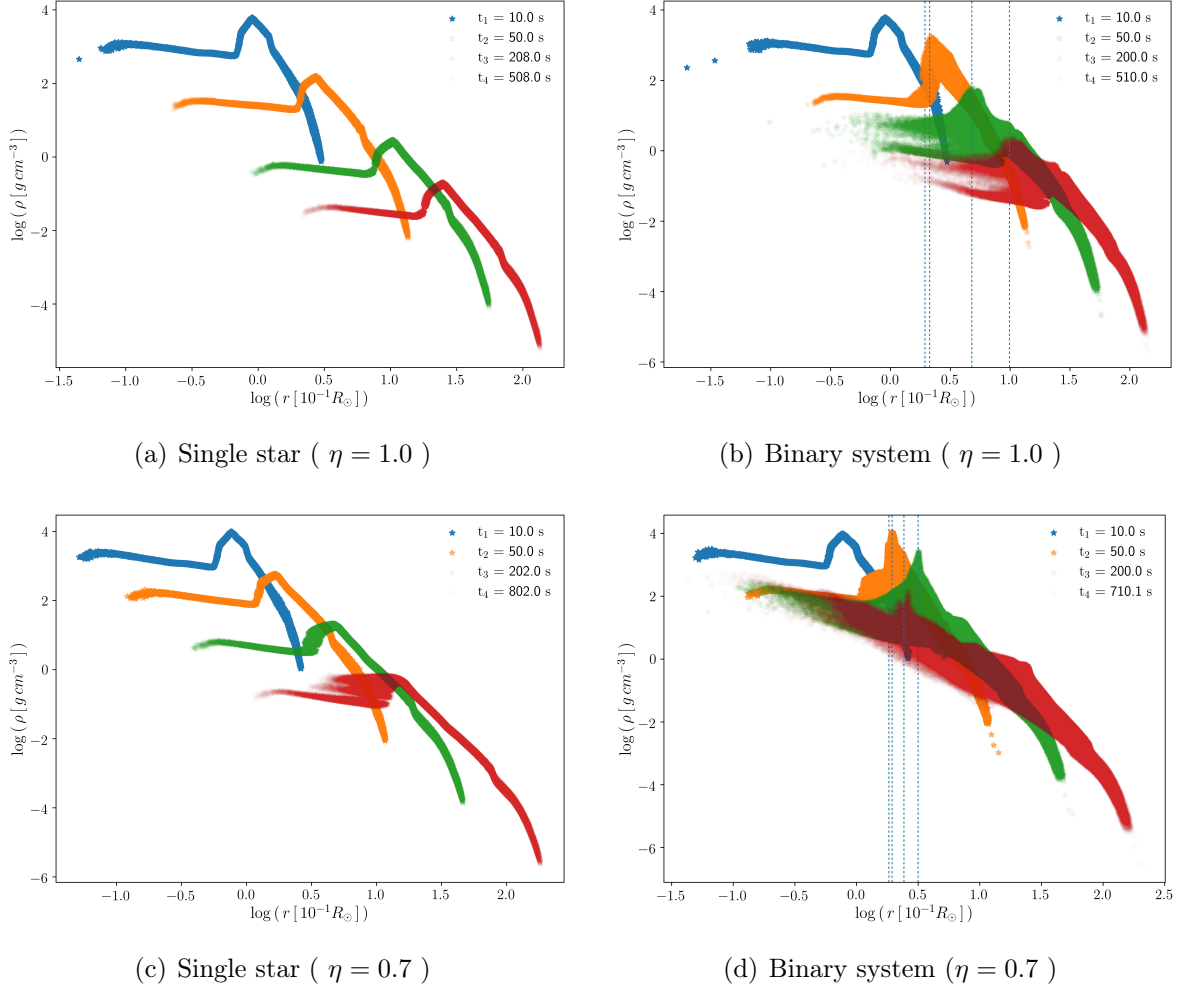 4
2
0
−2
−4
log ( ρ [ g cm⁻³ ] )
−1.5 −1.0 −0.5 0.0 0.5 1.0 1.5 2.0
log ( r [ 10⁻¹R⊙ ] )
t₁ = 10.0 s
t₂ = 50.0 s
t₃ = 208.0 s
t₄ = 508.0 s
(a) Single star ( η = 1.0 )
4
2
0
−2
−4
−6
log ( ρ [ g cm⁻³ ] )
−1.5 −1.0 −0.5 0.0 0.5 1.0 1.5 2.0
log ( r [ 10⁻¹R⊙ ] )
t₁ = 10.0 s
t₂ = 50.0 s
t₃ = 200.0 s
t₄ = 510.0 s
(b) Binary system ( η = 1.0 )
4
2
0
−2
−4
−6
log ( ρ [ g cm⁻³ ] )
−1.0 −0.5 0.0 0.5 1.0 1.5 2.0
log ( r [ 10⁻¹R⊙ ] )
t₁ = 10.0 s
t₂ = 50.0 s
t₃ = 202.0 s
t₄ = 802.0 s
(c) Single star ( η = 0.7 )
4
2
0
−2
−4
−6
log ( ρ [ g cm⁻³ ] )
−1.5 −1.0 −0.5 0.0 0.5 1.0 1.5 2.0 2.5
log ( r [ 10⁻¹R⊙ ] )
t₁ = 10.0 s
t₂ = 50.0 s
t₃ = 200.0 s
t₄ = 710.1 s
(d) Binary system (η = 0.7 )